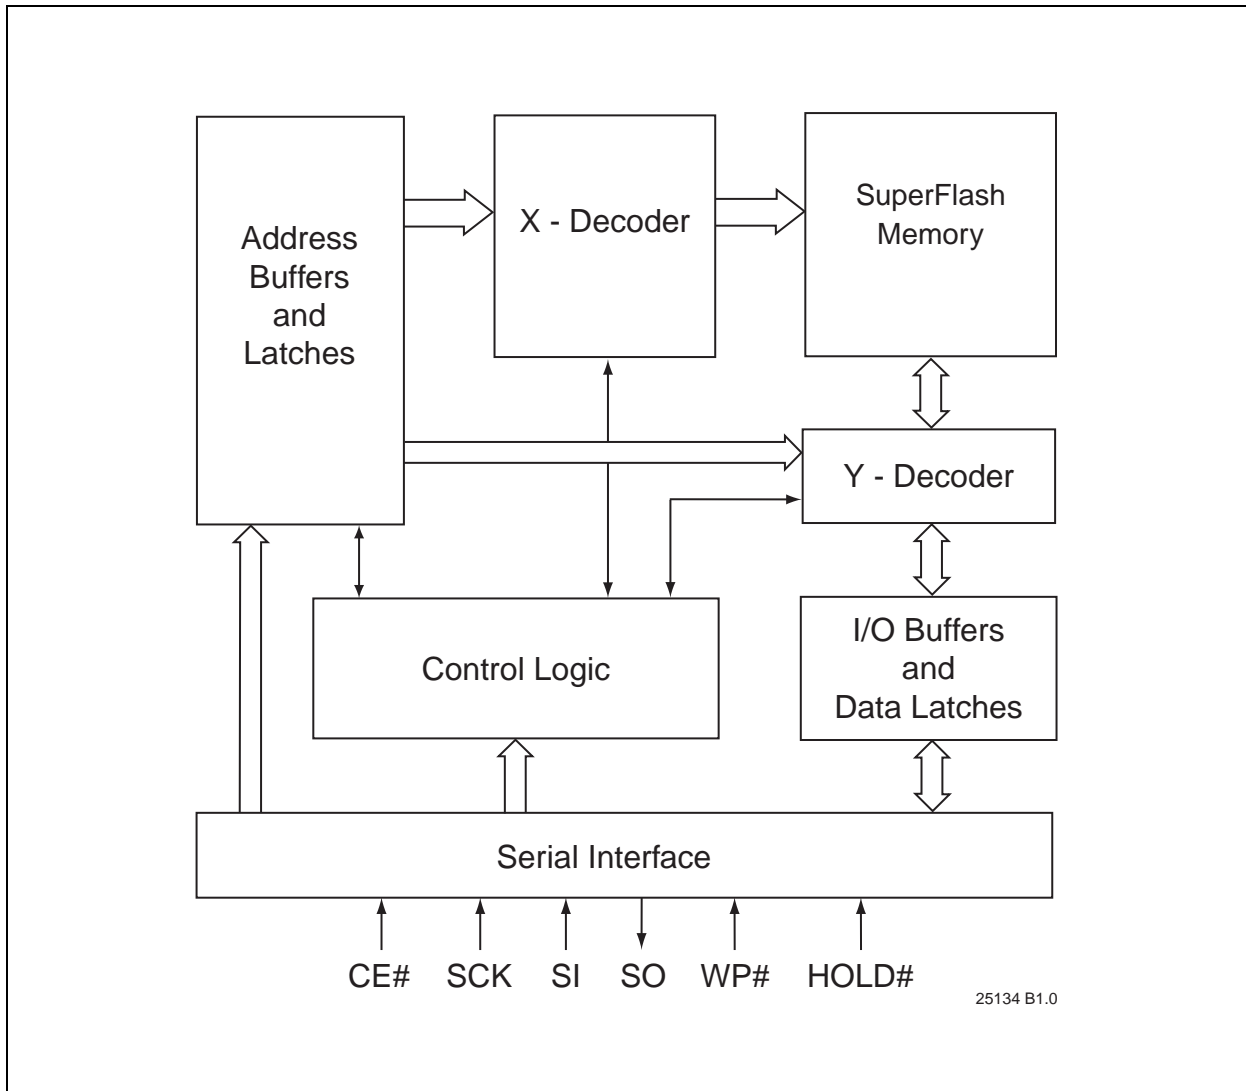 Address
Buffers
and
Latches
X - Decoder
SuperFlash
Memory
Y - Decoder
Control Logic
I/O Buffers
and
Data Latches
Serial Interface
CE# SCK SI SO WP# HOLD#
25134 B1.0